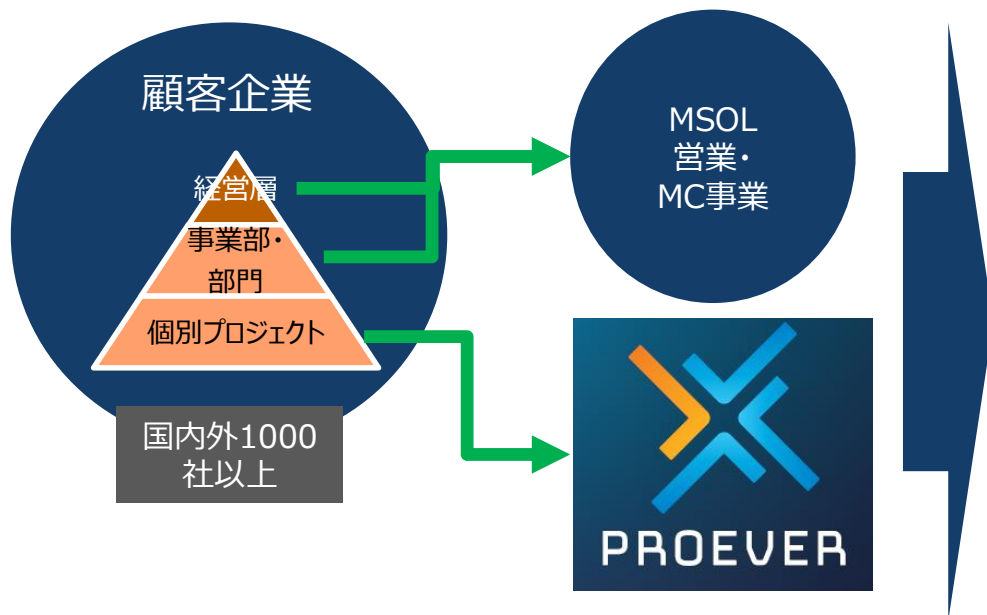 顧客企業
経営層
事業部・
部門
個別プロジェクト
国内外1000
社以上
MSOL
営業・
MC事業
PROEVER